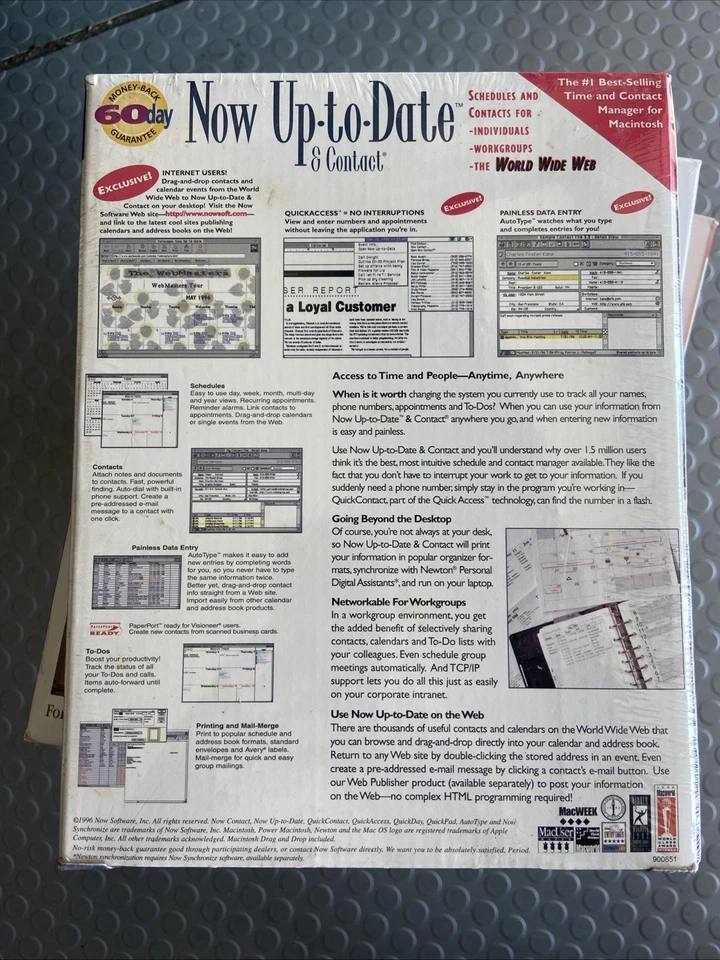 MONEY-BACK
60day
GUARANTEE
Now Up-to-Date™
& Contact®
SCHEDULES AND
CONTACTS FOR
-INDIVIDUALS
-WORKGROUPS
-THE WORLD WIDE WEB
The #1 Best-Selling
Time and Contact
Manager for
Macintosh
EXCLUSIVE!
INTERNET USERS!
Drag-and-drop contacts and
calendar events from the World
Wide Web to Now Up-to-Date &
Contact on your desktop! Visit the Now
Software Web site—http://www.nowsoft.com—
and link to the latest cool sites publishing
calendars and address books on the Web!
EXCLUSIVE!
QUICKACCESS™ = NO INTERRUPTIONS
View and enter numbers and appointments
without leaving the application you're in.
EXCLUSIVE!
PAINLESS DATA ENTRY
AutoType™ watches what you type
and completes entries for you!
The WebMasters
WebMasters Tour
MAY 1996
SER REPORT
a Loyal Customer
Charles Foster Kane
Schedules
Easy to use day, week, month, multi-day
and year views. Recurring appointments.
Reminder alarms. Link contacts to
appointments. Drag-and-drop calendars
or single events from the Web.
Contacts
Attach notes and documents
to contacts. Fast, powerful
finding. Auto-dial with built-in
phone support. Create a
pre-addressed e-mail
message to a contact with
one click.
Painless Data Entry
AutoType™ makes it easy to add
new entries by completing words
for you, so you never have to type
the same information twice.
Better yet, drag-and-drop contact
info straight from a Web site.
Import easily from other calendar
and address book products.
PAPERPORT
READY
PaperPort™ ready for Visioneer® users.
Create new contacts from scanned business cards.
To-Dos
Boost your productivity!
Track the status of all
your To-Dos and calls.
Items auto-forward until
complete.
Printing and Mail-Merge
Print to popular schedule and
address book formats, standard
envelopes and Avery® labels.
Mail-merge for quick and easy
group mailings.
Access to Time and People—Anytime, Anywhere
When is it worth changing the system you currently use to track all your names,
phone numbers, appointments and To-Dos? When you can use your information from
Now Up-to-Date™ & Contact® anywhere you go, and when entering new information
is easy and painless.
Use Now Up-to-Date & Contact and you'll understand why over 1.5 million users
think it's the best, most intuitive schedule and contact manager available. They like the
fact that you don't have to interrupt your work to get to your information. If you
suddenly need a phone number, simply stay in the program you're working in—
QuickContact, part of the Quick Access™ technology, can find the number in a flash.
Going Beyond the Desktop
Of course, you're not always at your desk,
so Now Up-to-Date & Contact will print
your information in popular organizer for-
mats, synchronize with Newton® Personal
Digital Assistants*, and run on your laptop.
Networkable For Workgroups
In a workgroup environment, you get
the added benefit of selectively sharing
contacts, calendars and To-Do lists with
your colleagues. Even schedule group
meetings automatically. And TCP/IP
support lets you do all this just as easily
on your corporate intranet.
Use Now Up-to-Date on the Web
There are thousands of useful contacts and calendars on the World Wide Web that
you can browse and drag-and-drop directly into your calendar and address book.
Return to any Web site by double-clicking the stored address in an event. Even
create a pre-addressed e-mail message by clicking a contact's e-mail button. Use
our Web Publisher product (available separately) to post your information
on the Web—no complex HTML programming required!
©1996 Now Software, Inc. All rights reserved. Now Contact, Now Up-to-Date, QuickContact, QuickAccess, QuickDay, QuickPad, AutoType and Now
Synchronize are trademarks of Now Software, Inc. Macintosh, Power Macintosh, Newton and the Mac OS logo are registered trademarks of Apple
Computer, Inc. All other trademarks acknowledged. Macintosh Drag and Drop included.
No-risk money-back guarantee good through participating dealers, or contact Now Software directly. We want you to be absolutely satisfied. Period.
*Newton synchronization requires Now Synchronize software, available separately.
MacWEEK
MacUser
900851